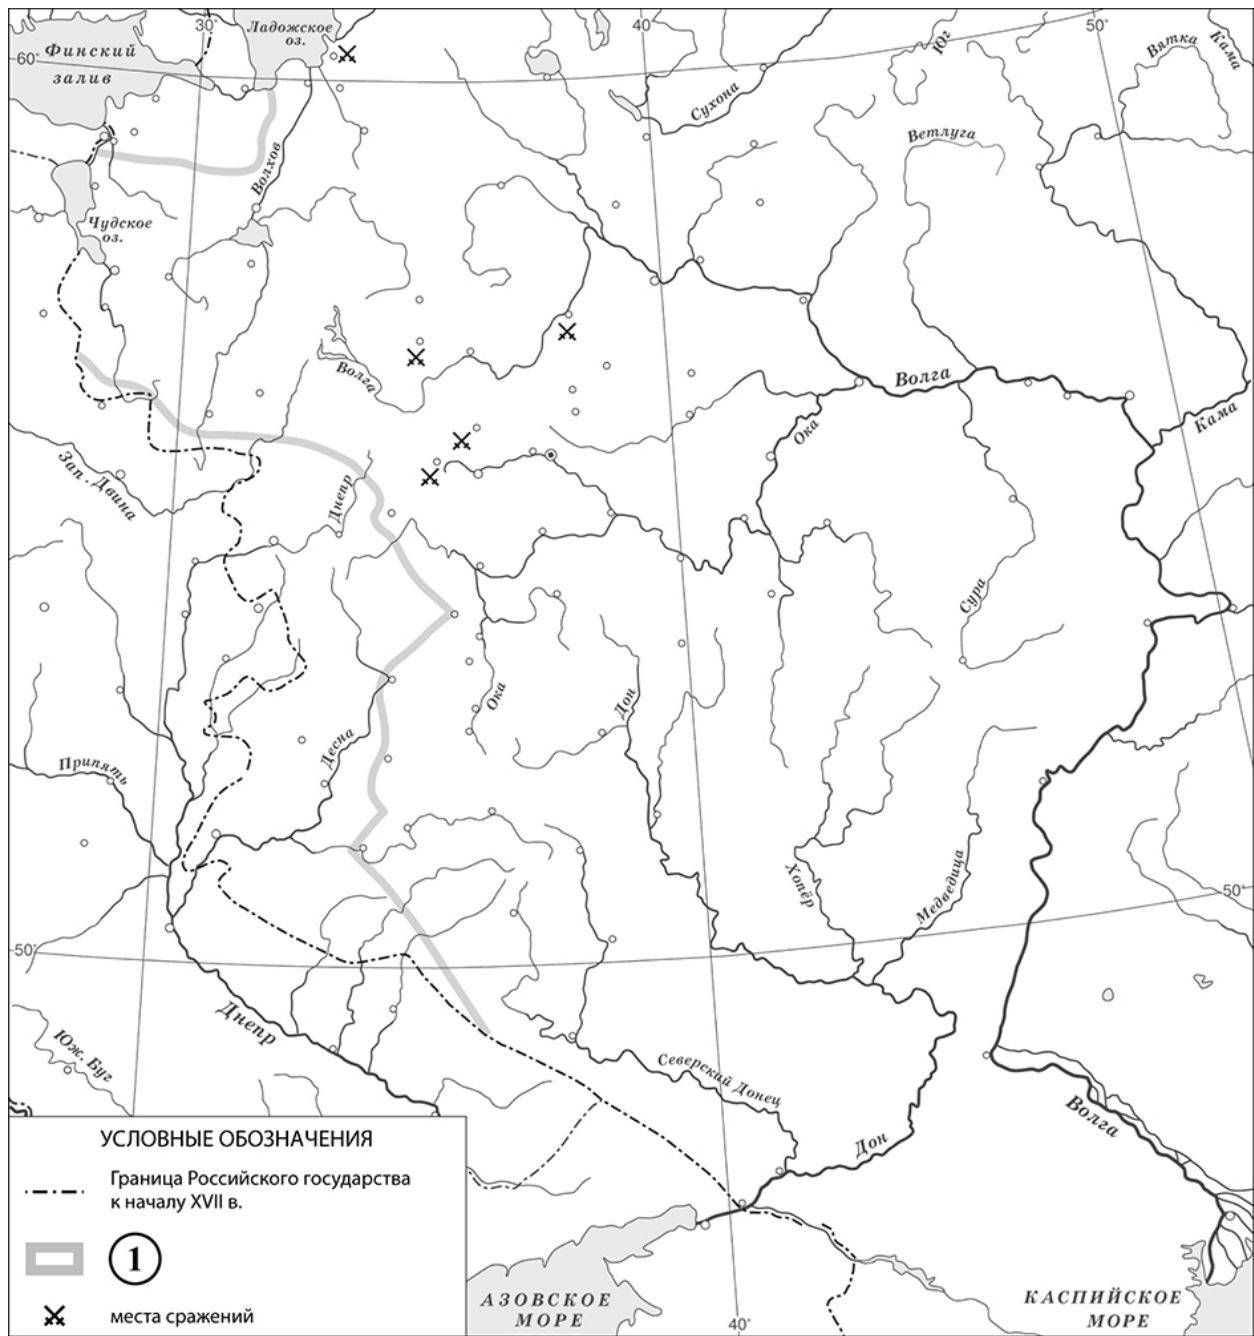 30°
40°
50°
Ладожское
оз.
Финский
залив
60°
Юг
Вятка
Кама
Сухона
Ветлуга
Волхов
Чудское
оз.
Волга
Волга
Ока
Кама
Зап. Двина
Днепр
Сура
Ока
Дон
Десна
Припять
Хопёр
Медведица
50°
50°
Днепр
Юж. Буг
Северский Донец
Дон
Волга
УСЛОВНЫЕ ОБОЗНАЧЕНИЯ
Граница Российского государства
к началу XVII в.
1
места сражений
АЗОВСКОЕ
МОРЕ
КАСПИЙСКОЕ
МОРЕ
40°